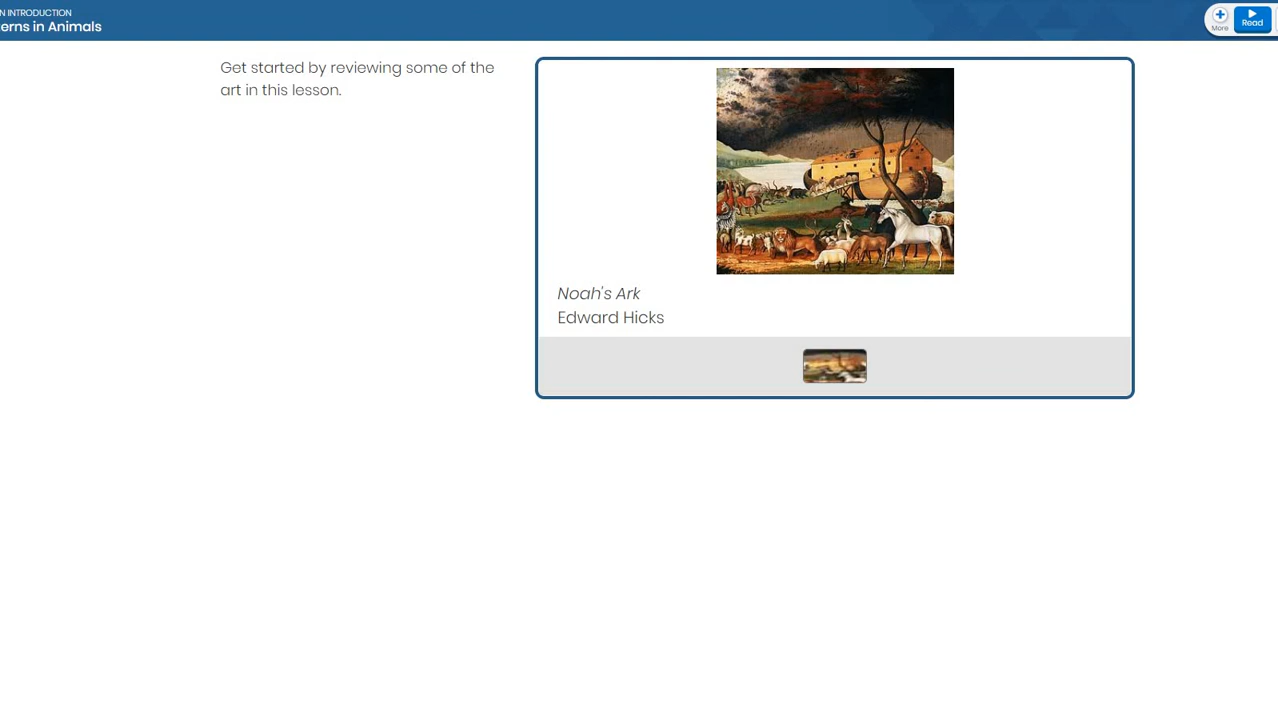 N INTRODUCTION
erns in Animals
More
Read
Get started by reviewing some of the
art in this lesson.
Noah's Ark
Edward Hicks